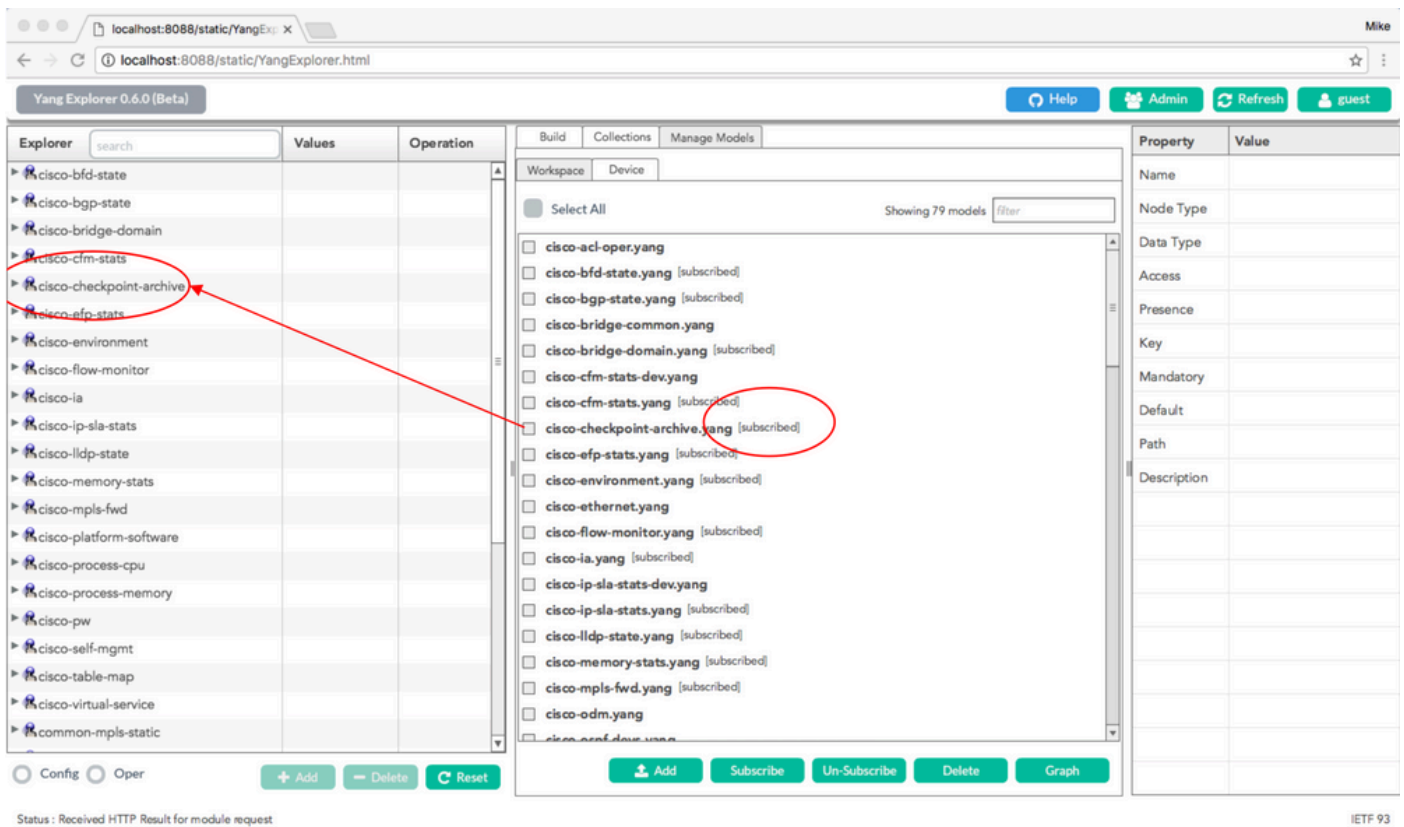 localhost:8088/static/YangExp
Mike
localhost:8088/static/YangExplorer.html
Yang Explorer 0.6.0 (Beta)
Help
Admin
Refresh
guest
Explorer
search
Values
Operation
cisco-bfd-state
cisco-bgp-state
cisco-bridge-domain
cisco-cfm-stats
cisco-checkpoint-archive
cisco-efp-stats
cisco-environment
cisco-flow-monitor
cisco-ia
cisco-ip-sla-stats
cisco-lldp-state
cisco-memory-stats
cisco-mpls-fwd
cisco-platform-software
cisco-process-cpu
cisco-process-memory
cisco-pw
cisco-self-mgmt
cisco-table-map
cisco-virtual-service
common-mpls-static
Config
Oper
Add
Delete
Reset
Build
Collections
Manage Models
Workspace
Device
Select All
Showing 79 models
filter
cisco-acl-oper.yang
cisco-bfd-state.yang [subscribed]
cisco-bgp-state.yang [subscribed]
cisco-bridge-common.yang
cisco-bridge-domain.yang [subscribed]
cisco-cfm-stats-dev.yang
cisco-cfm-stats.yang [subscribed]
cisco-checkpoint-archive.yang [subscribed]
cisco-efp-stats.yang [subscribed]
cisco-environment.yang [subscribed]
cisco-ethernet.yang
cisco-flow-monitor.yang [subscribed]
cisco-ia.yang [subscribed]
cisco-ip-sla-stats-dev.yang
cisco-ip-sla-stats.yang [subscribed]
cisco-lldp-state.yang [subscribed]
cisco-memory-stats.yang [subscribed]
cisco-mpls-fwd.yang [subscribed]
cisco-odm.yang
Add
Subscribe
Un-Subscribe
Delete
Graph
Property
Value
Name
Node Type
Data Type
Access
Presence
Key
Mandatory
Default
Path
Description
Status : Received HTTP Result for module request
IETF 93